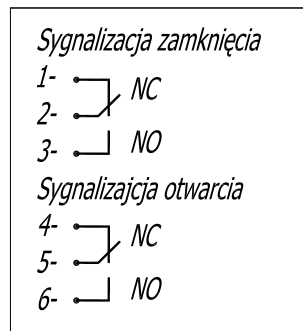 Sygnalizacja zamknięcia
1-
NC
2-
3-
NO
Sygnalizajcja otwarcia
4-
NC
5-
6-
NO